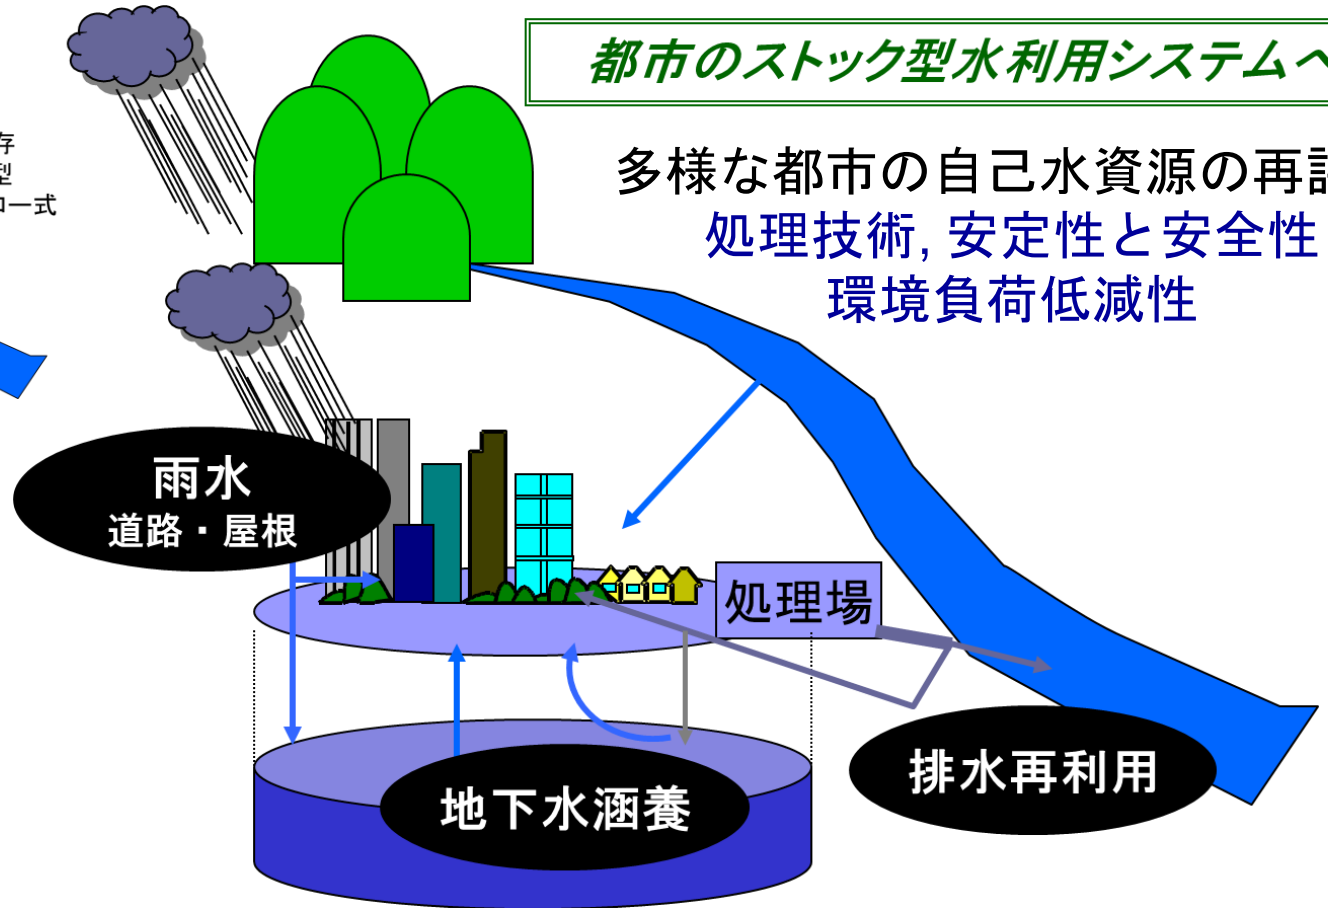 都市のストック型水利用システムへ
存
型
ロー式
多様な都市の自己水資源の再
処理技術, 安定性と安全性
環境負荷低減性
雨水
道路・屋根
処理場
排水再利用
地下水涵養